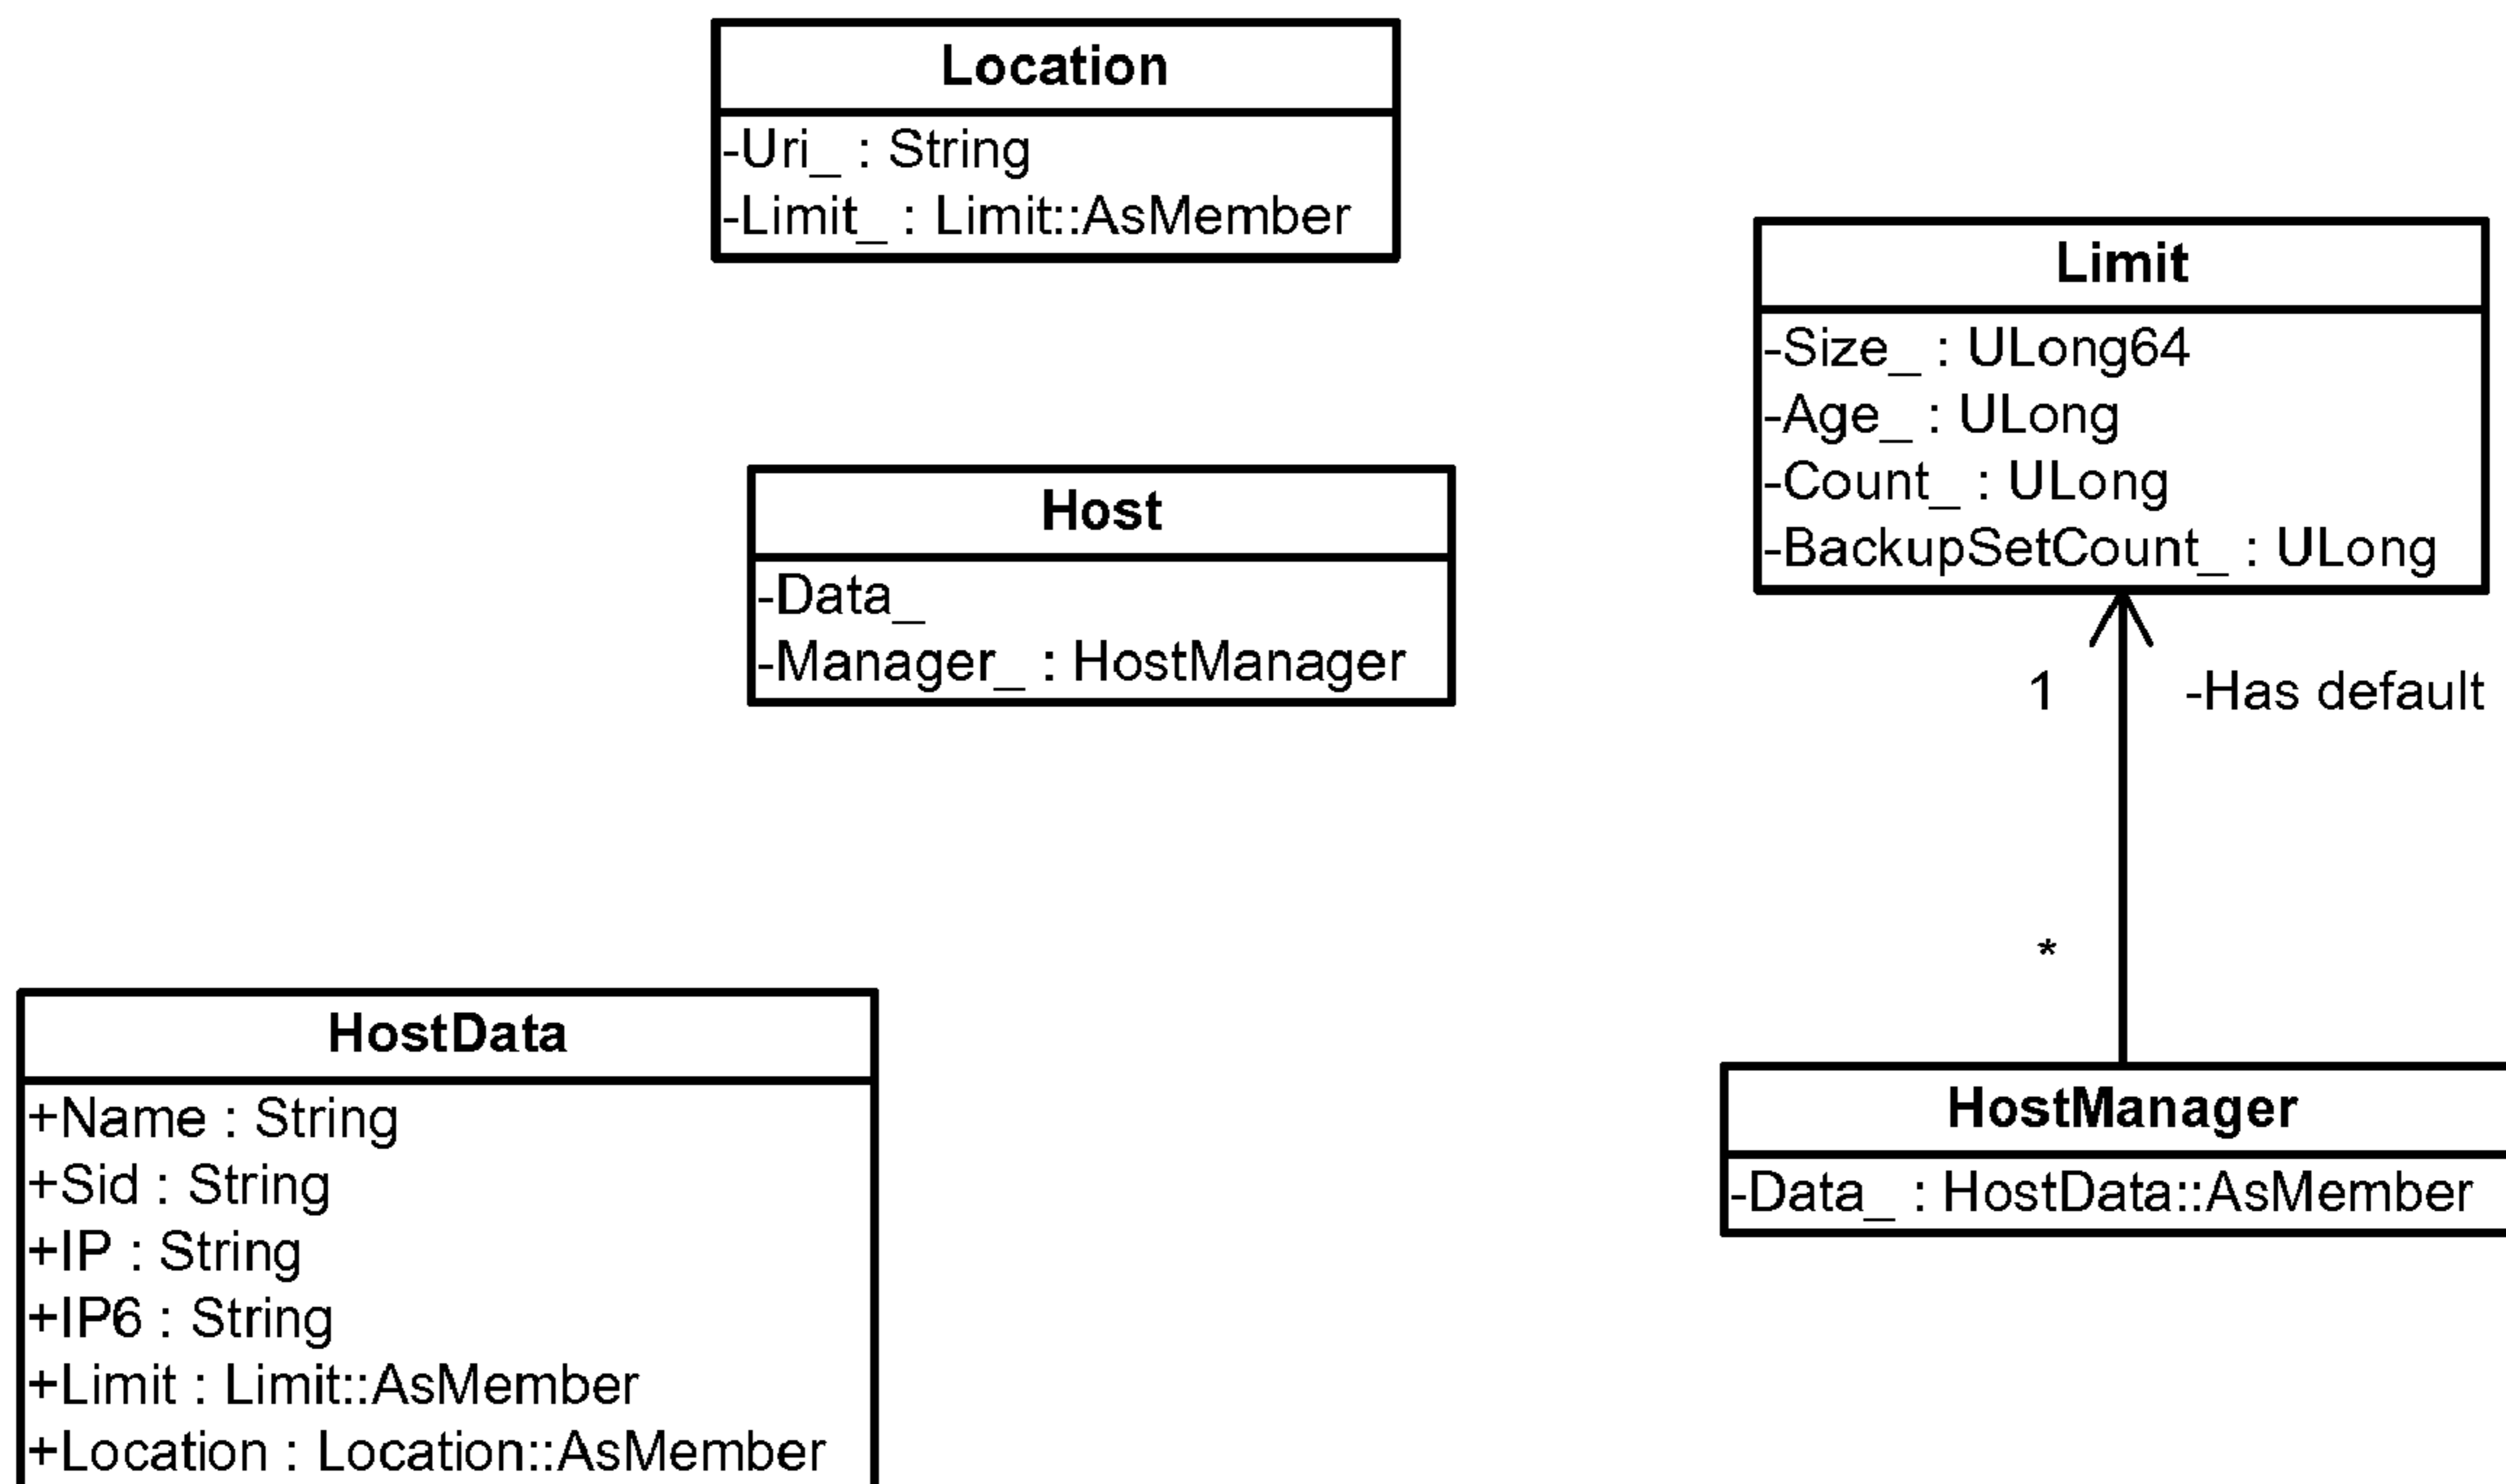 Location
-Uri_ : String
-Limit_ : Limit::AsMember
Limit
-Size_ : ULong64
-Age_ : ULong
-Count_ : ULong
-BackupSetCount_ : ULong
Host
-Data_
-Manager_ : HostManager
1
-Has default
*
HostData
+Name : String
+Sid : String
+IP : String
+IP6 : String
+Limit : Limit::AsMember
+Location : Location::AsMember
HostManager
-Data_ : HostData::AsMember